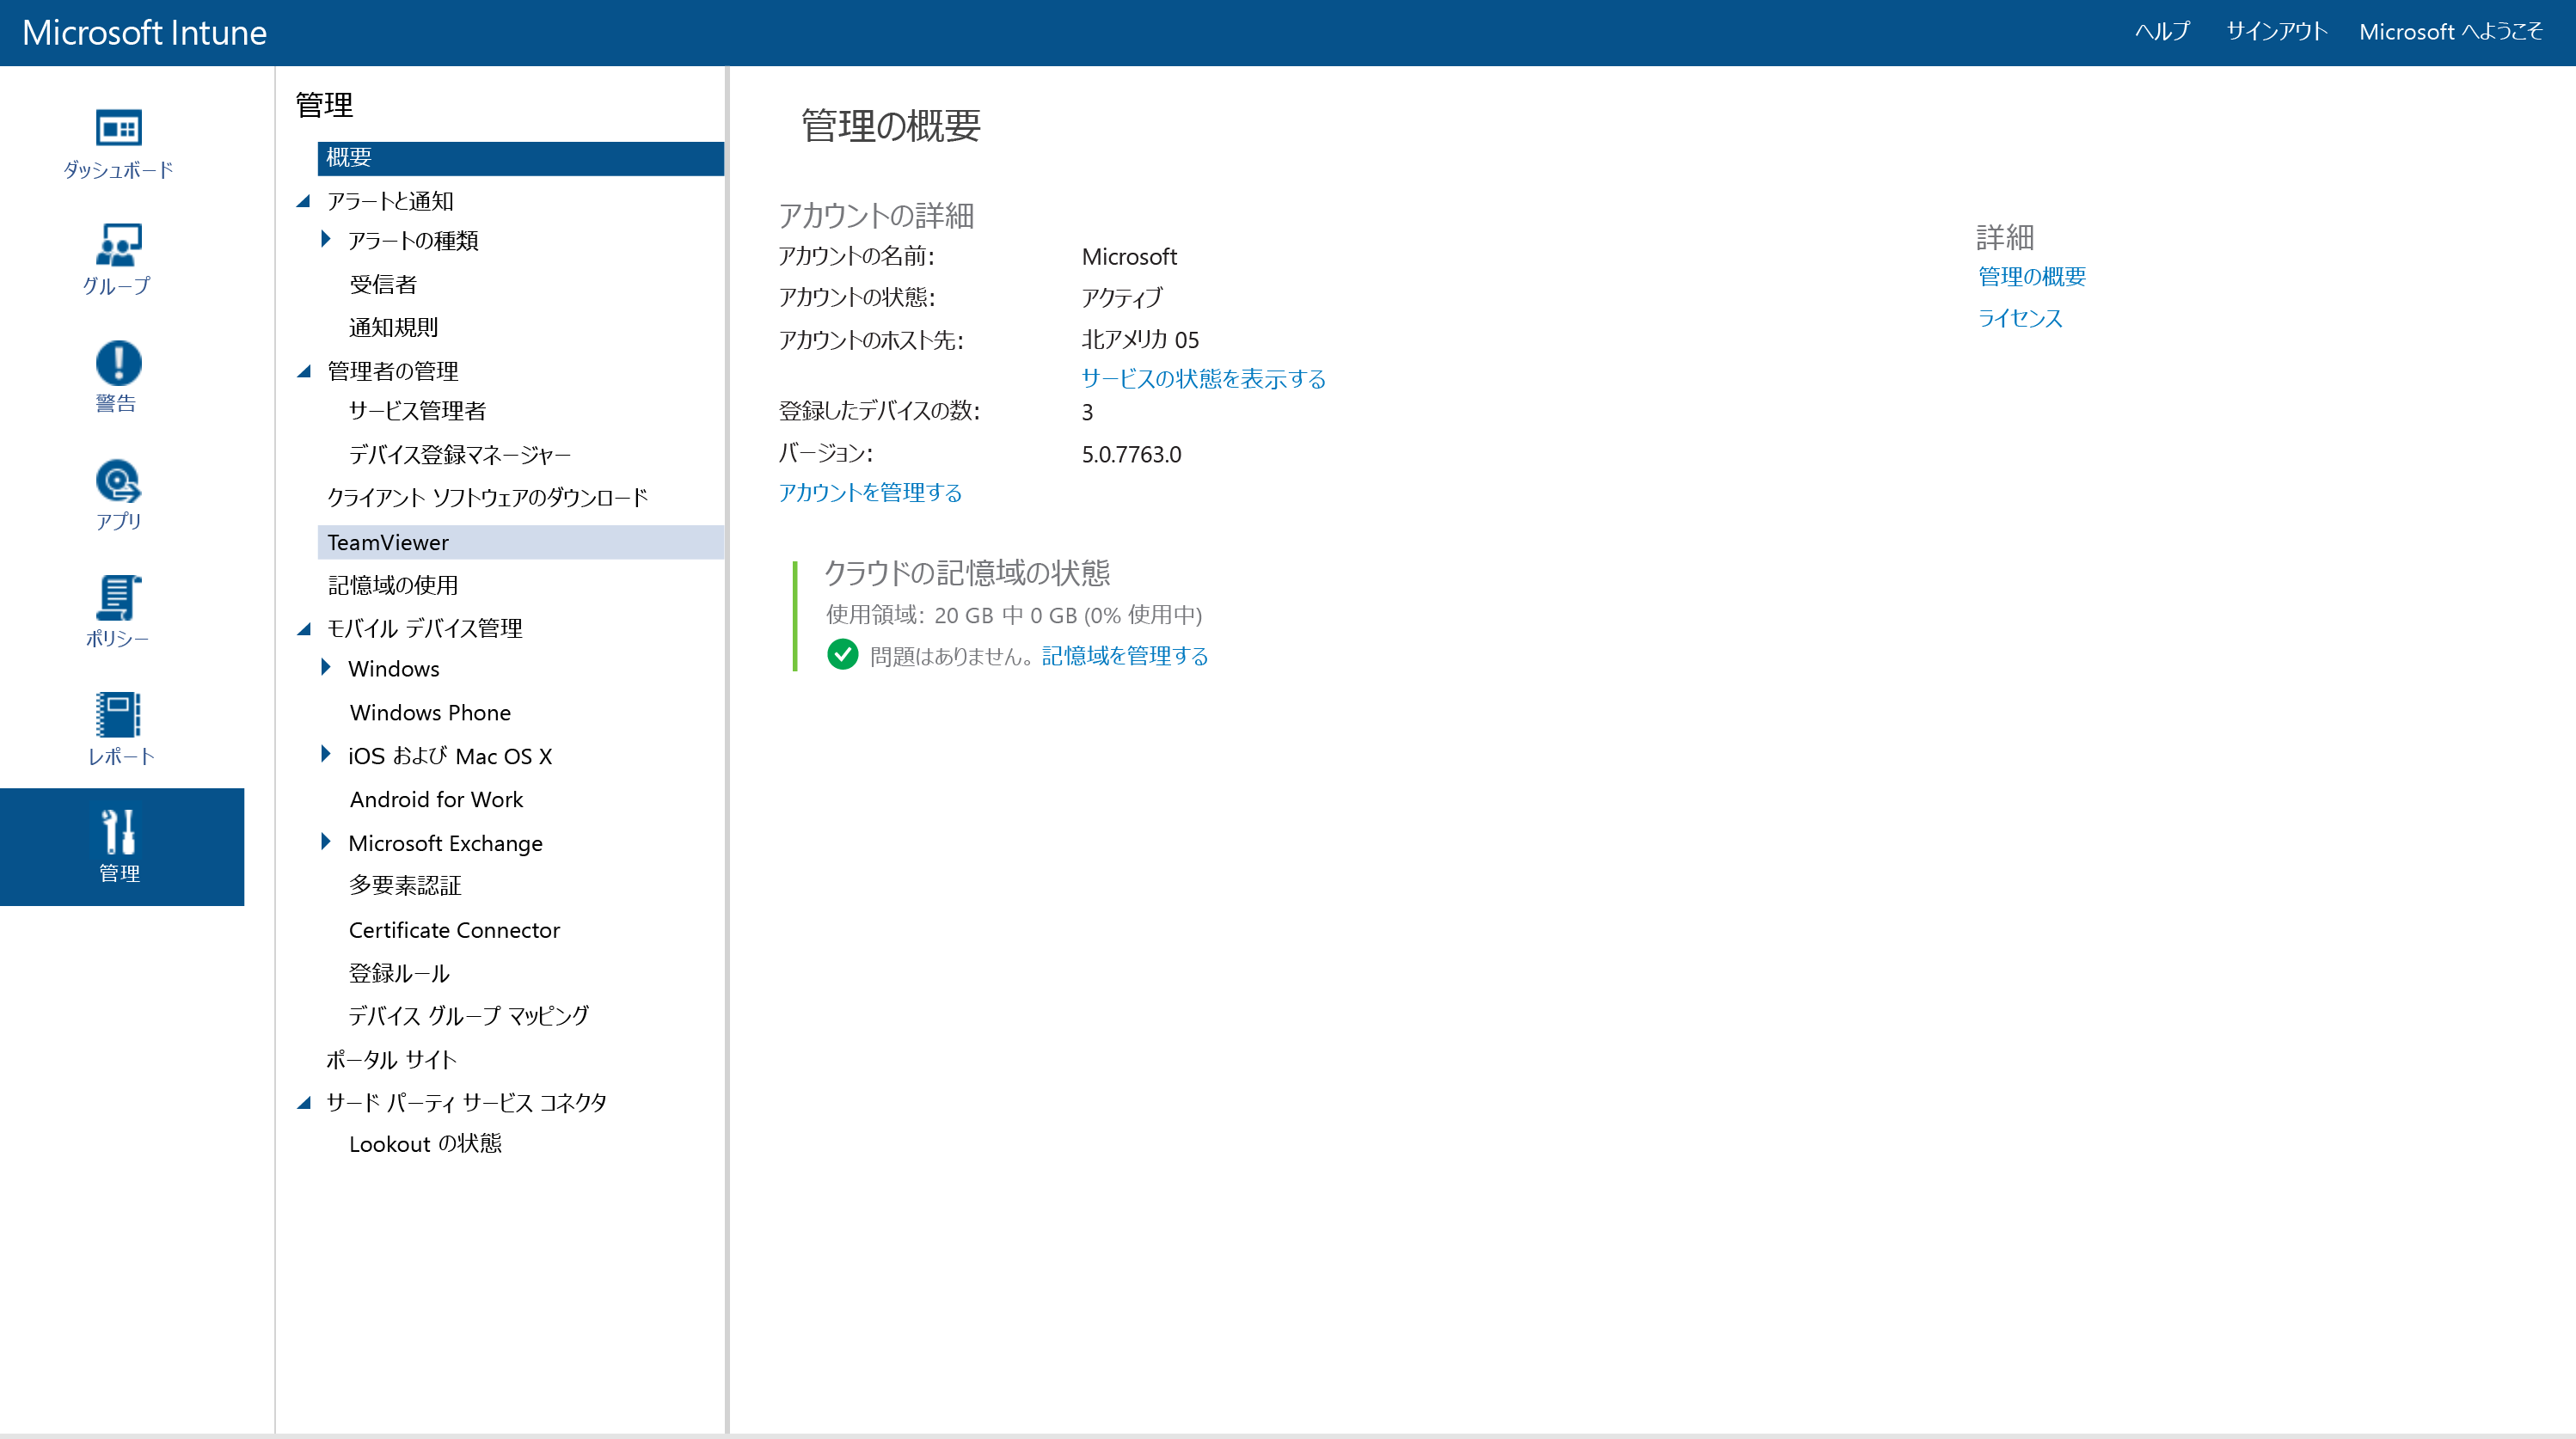 Microsoft Intune
ヘルプ
サインアウト
Microsoft へようこそ
ダッシュボード
グループ
警告
アプリ
ポリシー
レポート
管理
管理
概要
アラートと通知
アラートの種類
受信者
通知規則
管理者の管理
サービス管理者
デバイス登録マネージャー
クライアント ソフトウェアのダウンロード
TeamViewer
記憶域の使用
モバイル デバイス管理
Windows
Windows Phone
iOS および Mac OS X
Android for Work
Microsoft Exchange
多要素認証
Certificate Connector
登録ルール
デバイス グループ マッピング
ポータル サイト
サード パーティ サービス コネクタ
Lookout の状態
管理の概要
アカウントの詳細
アカウントの名前: Microsoft
アカウントの状態: アクティブ
アカウントのホスト先: 北アメリカ 05
サービスの状態を表示する
登録したデバイスの数: 3
バージョン: 5.0.7763.0
アカウントを管理する
クラウドの記憶域の状態
使用領域: 20 GB 中 0 GB (0% 使用中)
問題はありません。 記憶域を管理する
詳細
管理の概要
ライセンス